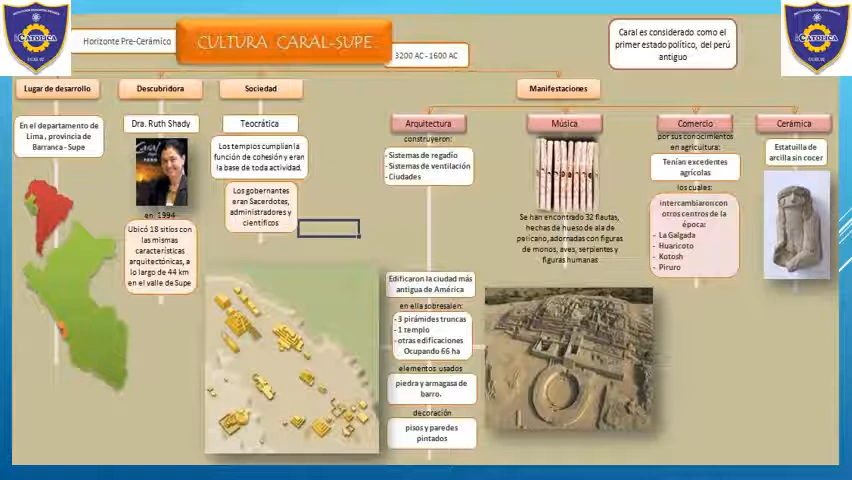 CATOLICA
Horizonte Pre-Cerámico
CULTURA CARAL-SUPE
3200 AC - 1600 AC
Caral es considerado como el
primer estado político, del perú
antiguo
CATOLICA
Lugar de desarrollo
Descubridora
Sociedad
Manifestaciones
En el departamento de
Lima , provincia de
Barranca - Supe
Dra. Ruth Shady
en 1994
Ubicó 18 sitios con
las mismas
características
arquitectónicas, a
lo largo de 44 km
en el valle de Supe
Teocrática
Los templos cumplían la
función de cohesión y eran
la base de toda actividad.
Los gobernantes
eran Sacerdotes,
administradores y
científicos
Arquitectura
construyeron:
- Sistemas de regadio
- Sistemas de ventilación
- Ciudades
Edificaron la ciudad más
antigua de América
en ella sobresalen:
- 3 pirámides truncas
- 1 templo
- otras edificaciones
Ocupando 66 ha
elementos usados
piedra y armagasa de
barro.
decoración
pisos y paredes
pintados
Música
Se han encontrado 32 flautas,
hechas de hueso de ala de
pelícano, adornadas con figuras
de monos, aves, serpientes y
figuras humanas
Comercio
por sus conocimientos
en agricultura:
Tenían excedentes
agrícolas
los cuales:
intercambiaron con
otros centros de la
época:
- La Galgada
- Huaricoto
- Kotosh
- Piruro
Cerámica
Estatuilla de
arcilla sin cocer